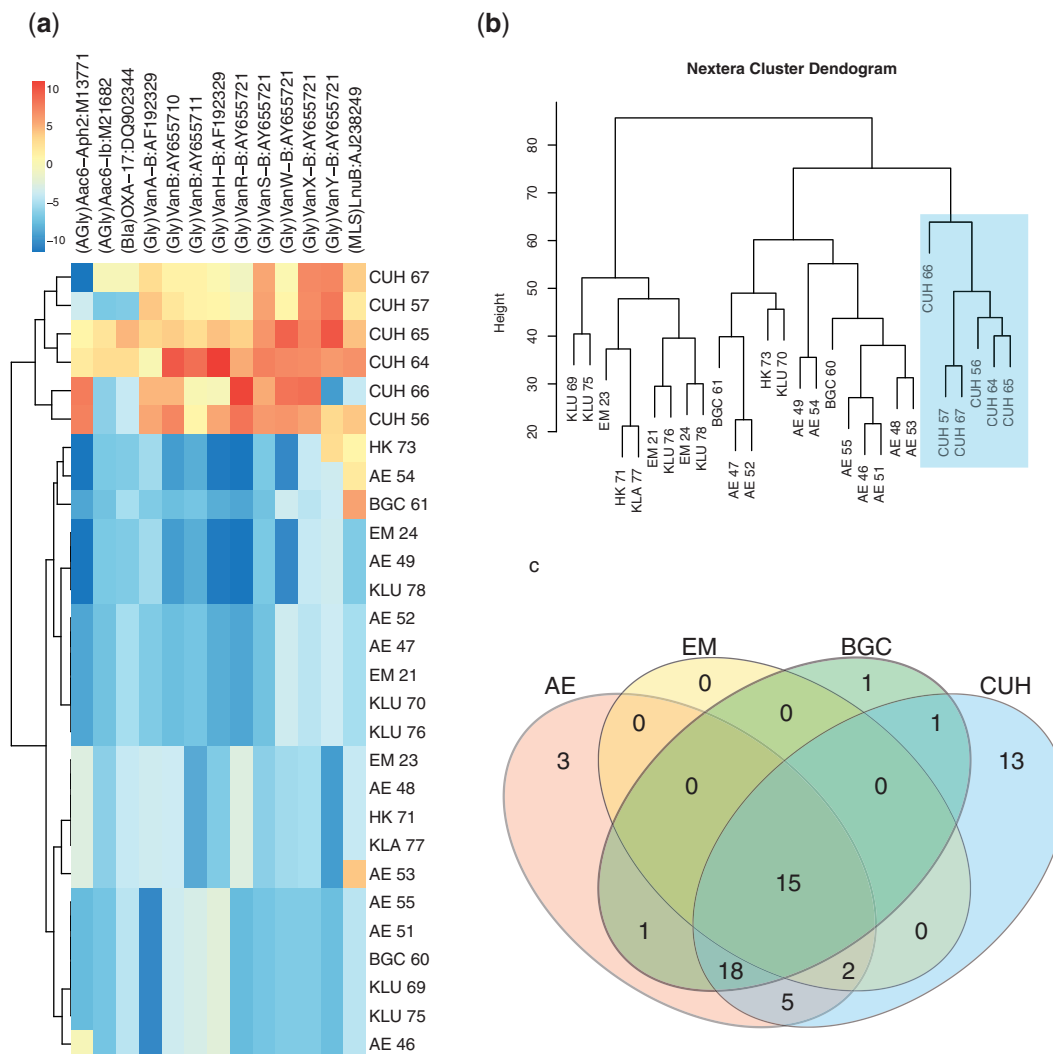 (a)
10
5
0
−5
−10
(AGly)Aac6−Aph2:M13771
(AGly)Aac6−Ib:M21682
(Bla)OXA−17:DQ902344
(Gly)VanA−B:AF192329
(Gly)VanB:AY655710
(Gly)VanB:AY655711
(Gly)VanH−B:AF192329
(Gly)VanR−B:AY655721
(Gly)VanS−B:AY655721
(Gly)VanW−B:AY655721
(Gly)VanX−B:AY655721
(Gly)VanY−B:AY655721
(MLS)LnuB:AJ238249
CUH 67
CUH 57
CUH 65
CUH 64
CUH 66
CUH 56
HK 73
AE 54
BGC 61
EM 24
AE 49
KLU 78
AE 52
AE 47
EM 21
KLU 70
KLU 76
EM 23
AE 48
HK 71
KLA 77
AE 53
AE 55
AE 51
BGC 60
KLU 69
KLU 75
AE 46
(b)
Nextera Cluster Dendogram
Height
80
70
60
50
40
30
20
KLU 69
KLU 75
EM 23
HK 71
KLA 77
EM 21
KLU 76
EM 24
KLU 78
BGC 61
AE 47
AE 52
HK 73
KLU 70
AE 49
AE 54
BGC 60
AE 55
AE 46
AE 51
AE 48
AE 53
CUH 66
CUH 57
CUH 67
CUH 56
CUH 64
CUH 65
c
EM
BGC
AE
CUH
0
1
0
0
1
3
13
0
0
15
1
0
18
2
5